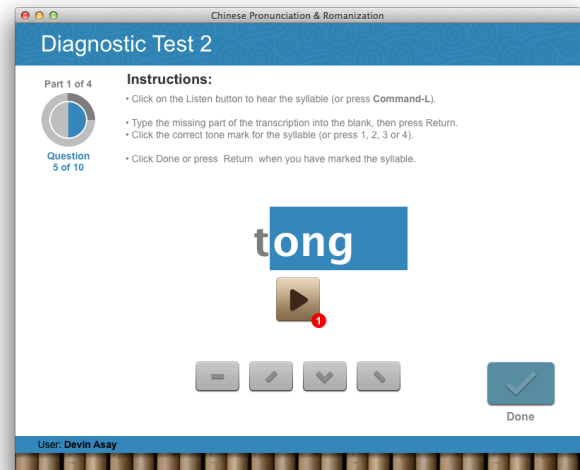 Chinese Pronunciation & Romanization
Diagnostic Test 2
Part 1 of 4
Question
5 of 10
Instructions:
• Click on the Listen button to hear the syllable (or press Command-L).
• Type the missing part of the transcription into the blank, then press Return.
• Click the correct tone mark for the syllable (or press 1, 2, 3 or 4).
• Click Done or press Return when you have marked the syllable.
tong
1
Done
User: Devin Asay